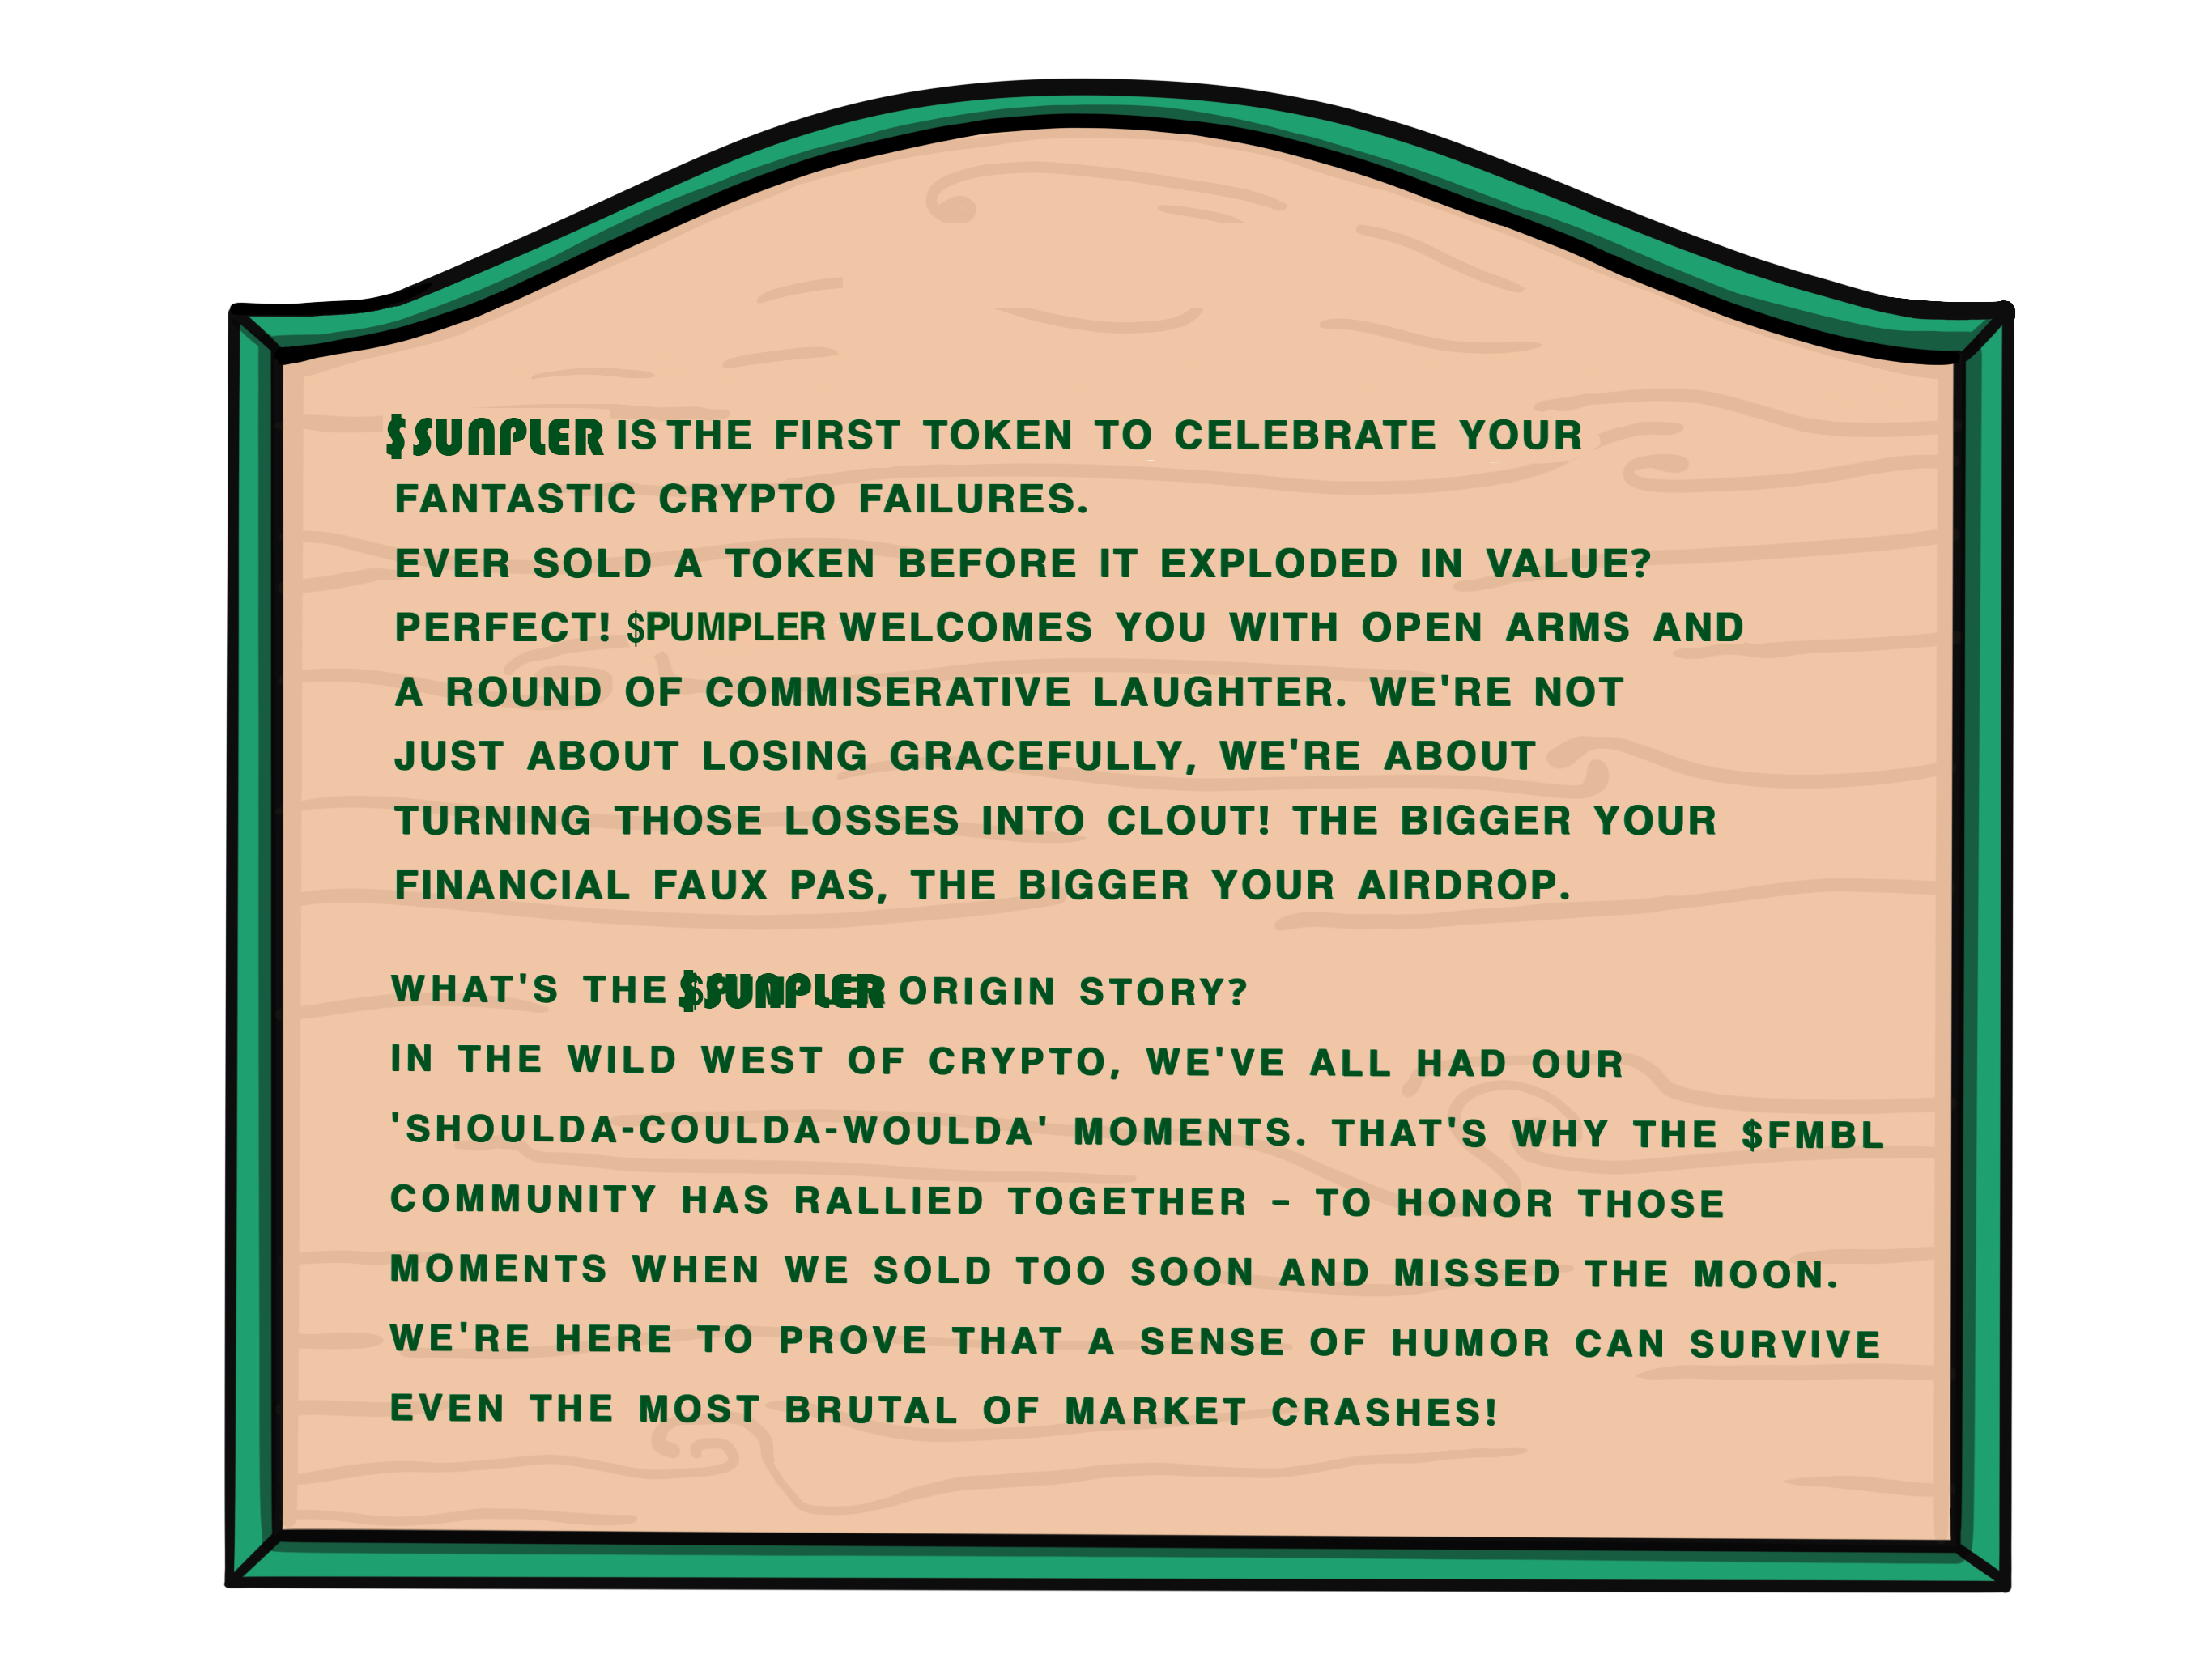 $SUNPLER IS THE FIRST TOKEN TO CELEBRATE YOUR
FANTASTIC CRYPTO FAILURES.
EVER SOLD A TOKEN BEFORE IT EXPLODED IN VALUE?
PERFECT! $PUMPLER WELCOMES YOU WITH OPEN ARMS AND
A ROUND OF COMMISERATIVE LAUGHTER. WE'RE NOT
JUST ABOUT LOSING GRACEFULLY, WE'RE ABOUT
TURNING THOSE LOSSES INTO CLOUT! THE BIGGER YOUR
FINANCIAL FAUX PAS, THE BIGGER YOUR AIRDROP.
WHAT'S THE ORIGIN STORY?
IN THE WILD WEST OF CRYPTO, WE'VE ALL HAD OUR
'SHOULDA-COULDA-WOULDA' MOMENTS. THAT'S WHY THE $FMBL
COMMUNITY HAS RALLIED TOGETHER – TO HONOR THOSE
MOMENTS WHEN WE SOLD TOO SOON AND MISSED THE MOON.
WE'RE HERE TO PROVE THAT A SENSE OF HUMOR CAN SURVIVE
EVEN THE MOST BRUTAL OF MARKET CRASHES!